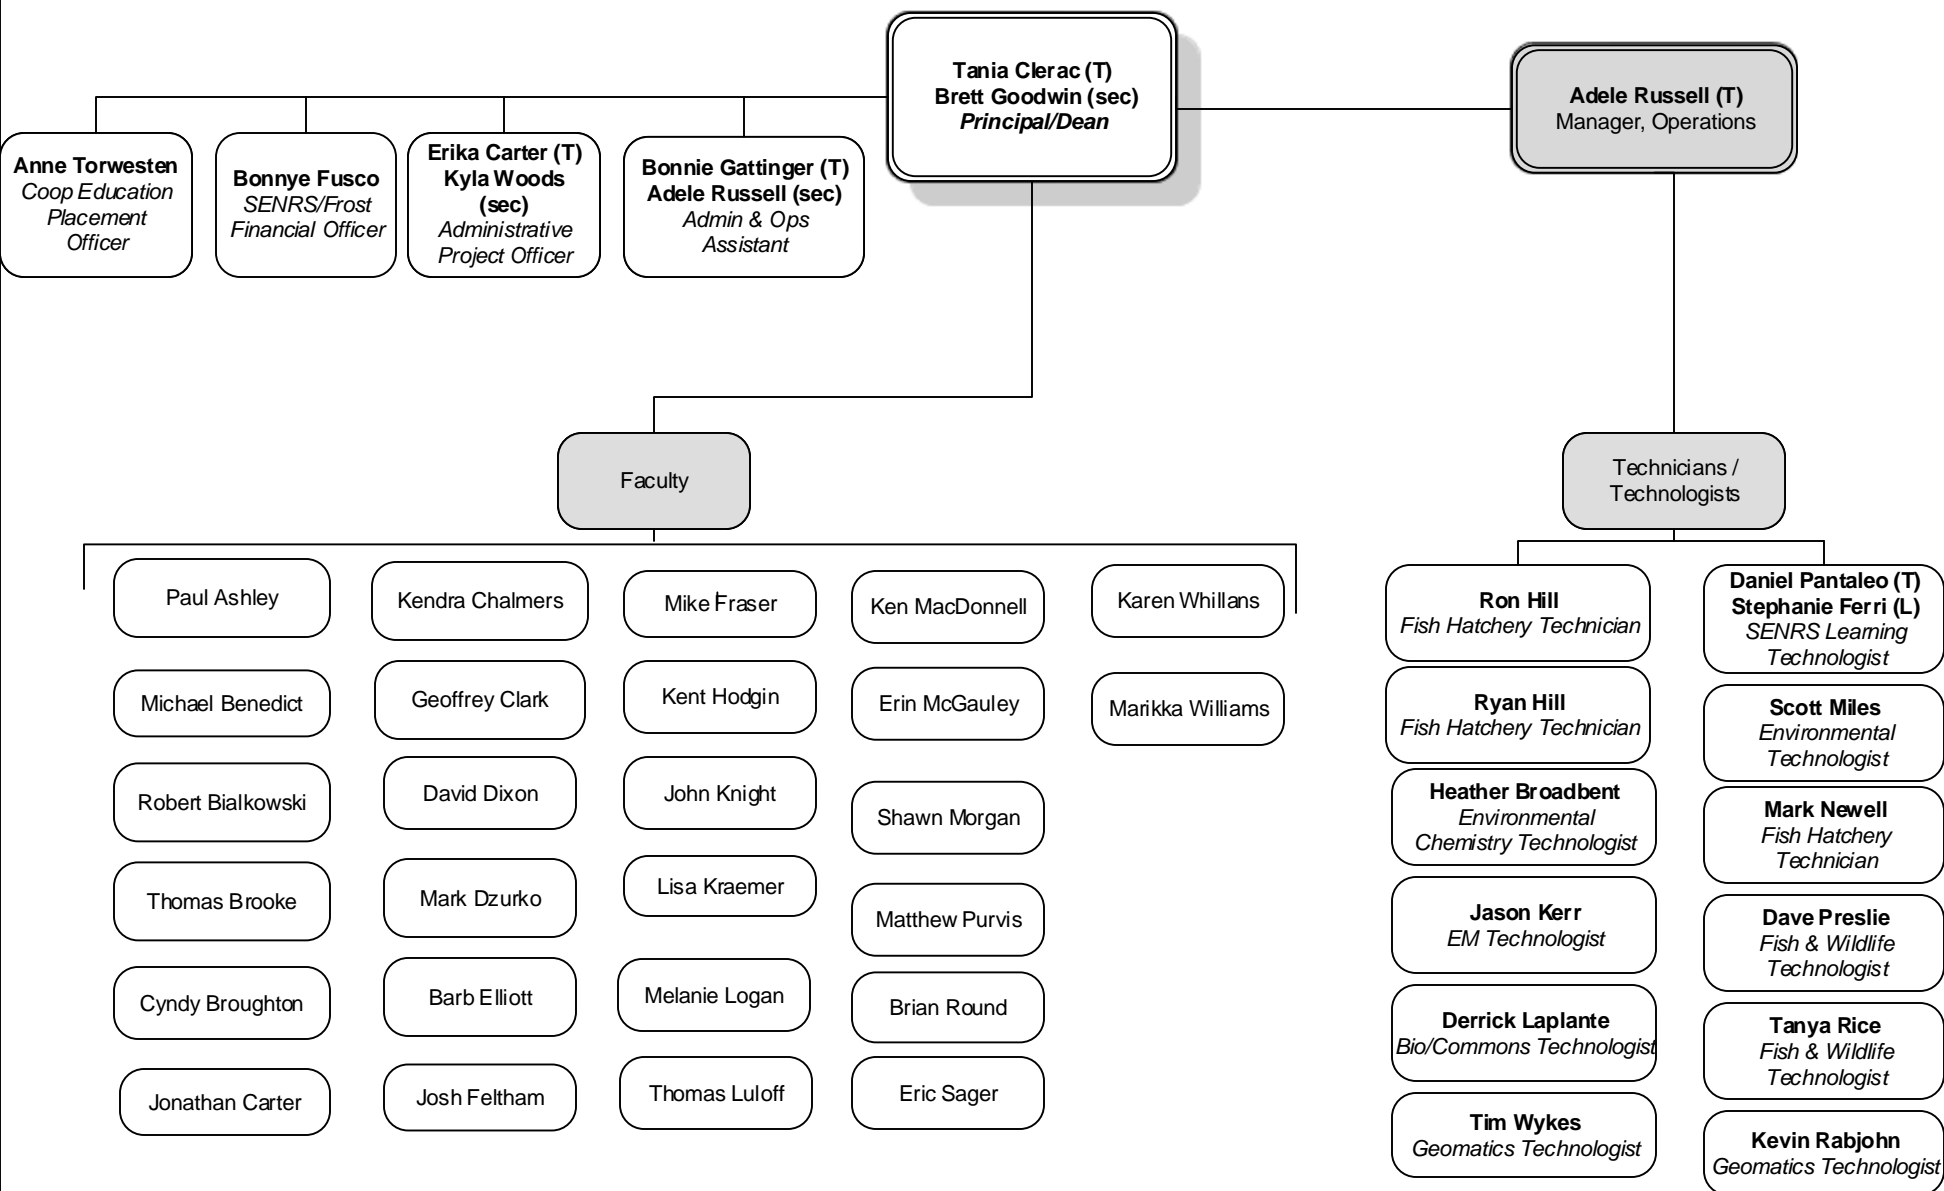 Tania Clerac (T)
Brett Goodwin (sec)
Principal/Dean
Adele Russell (T)
Manager, Operations
Anne Torwesten
Coop Education
Placement
Officer
Bonnye Fusco
SENRS/Frost
Financial Officer
Erika Carter (T)
Kyla Woods
(sec)
Administrative
Project Officer
Bonnie Gattinger (T)
Adele Russell (sec)
Admin & Ops
Assistant
Faculty
Paul Ashley
Michael Benedict
Robert Bialkowski
Thomas Brooke
Cyndy Broughton
Jonathan Carter
Kendra Chalmers
Geoffrey Clark
David Dixon
Mark Dzurko
Barb Elliott
Josh Feltham
Mike Fraser
Kent Hodgin
John Knight
Lisa Kraemer
Melanie Logan
Thomas Luloff
Ken MacDonnell
Erin McGauley
Shawn Morgan
Matthew Purvis
Brian Round
Eric Sager
Karen Whillans
Marikka Williams
Technicians /
Technologists
Ron Hill
Fish Hatchery Technician
Ryan Hill
Fish Hatchery Technician
Heather Broadbent
Environmental
Chemistry Technologist
Jason Kerr
EM Technologist
Derrick Laplante
Bio/Commons Technologist
Tim Wykes
Geomatics Technologist
Daniel Pantaleo (T)
Stephanie Ferri (L)
SENRS Learning
Technologist
Scott Miles
Environmental
Technologist
Mark Newell
Fish Hatchery
Technician
Dave Preslie
Fish & Wildlife
Technologist
Tanya Rice
Fish & Wildlife
Technologist
Kevin Rabjohn
Geomatics Technologist